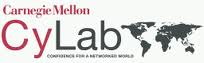 Carnegie Mellon
CyLab
CONFIDENCE FOR A NETWORKED WORLD